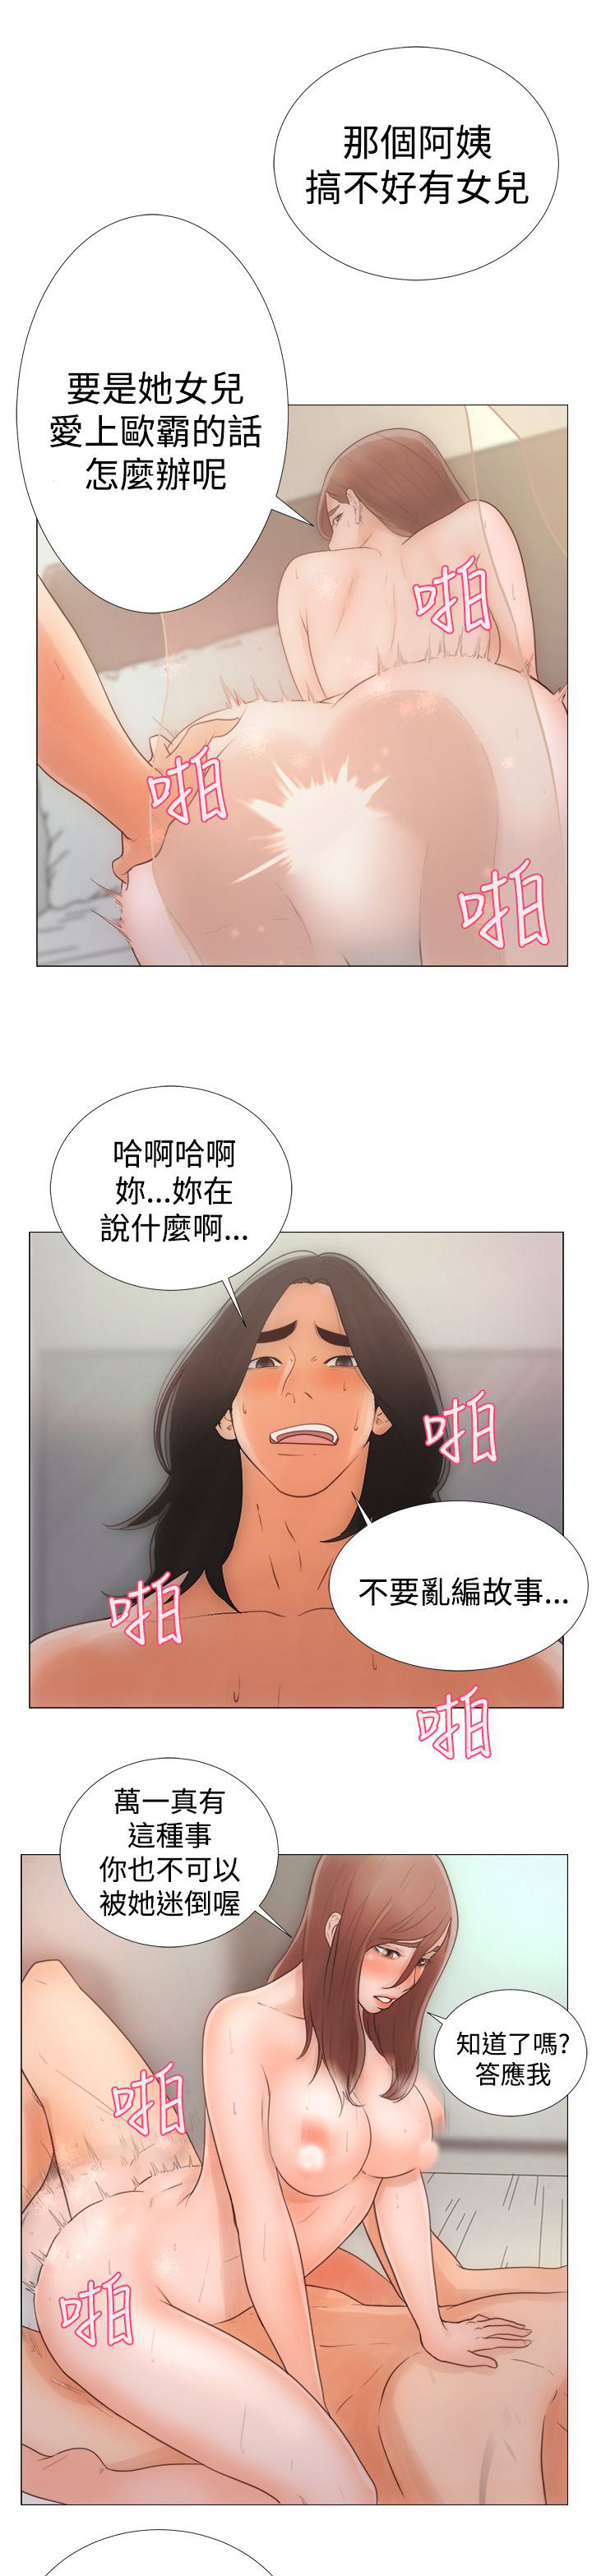 那個阿姨
搞不好有女兒
要是她女兒
愛上歐霸的話
怎麼辦呢
啪
啪
啪
哈啊哈啊
妳...妳在
說什麼啊...
啪
不要亂編故事...
啪
啪
萬一真有
這種事
你也不可以
被她迷倒喔
知道了嗎?
答應我
啪
啪